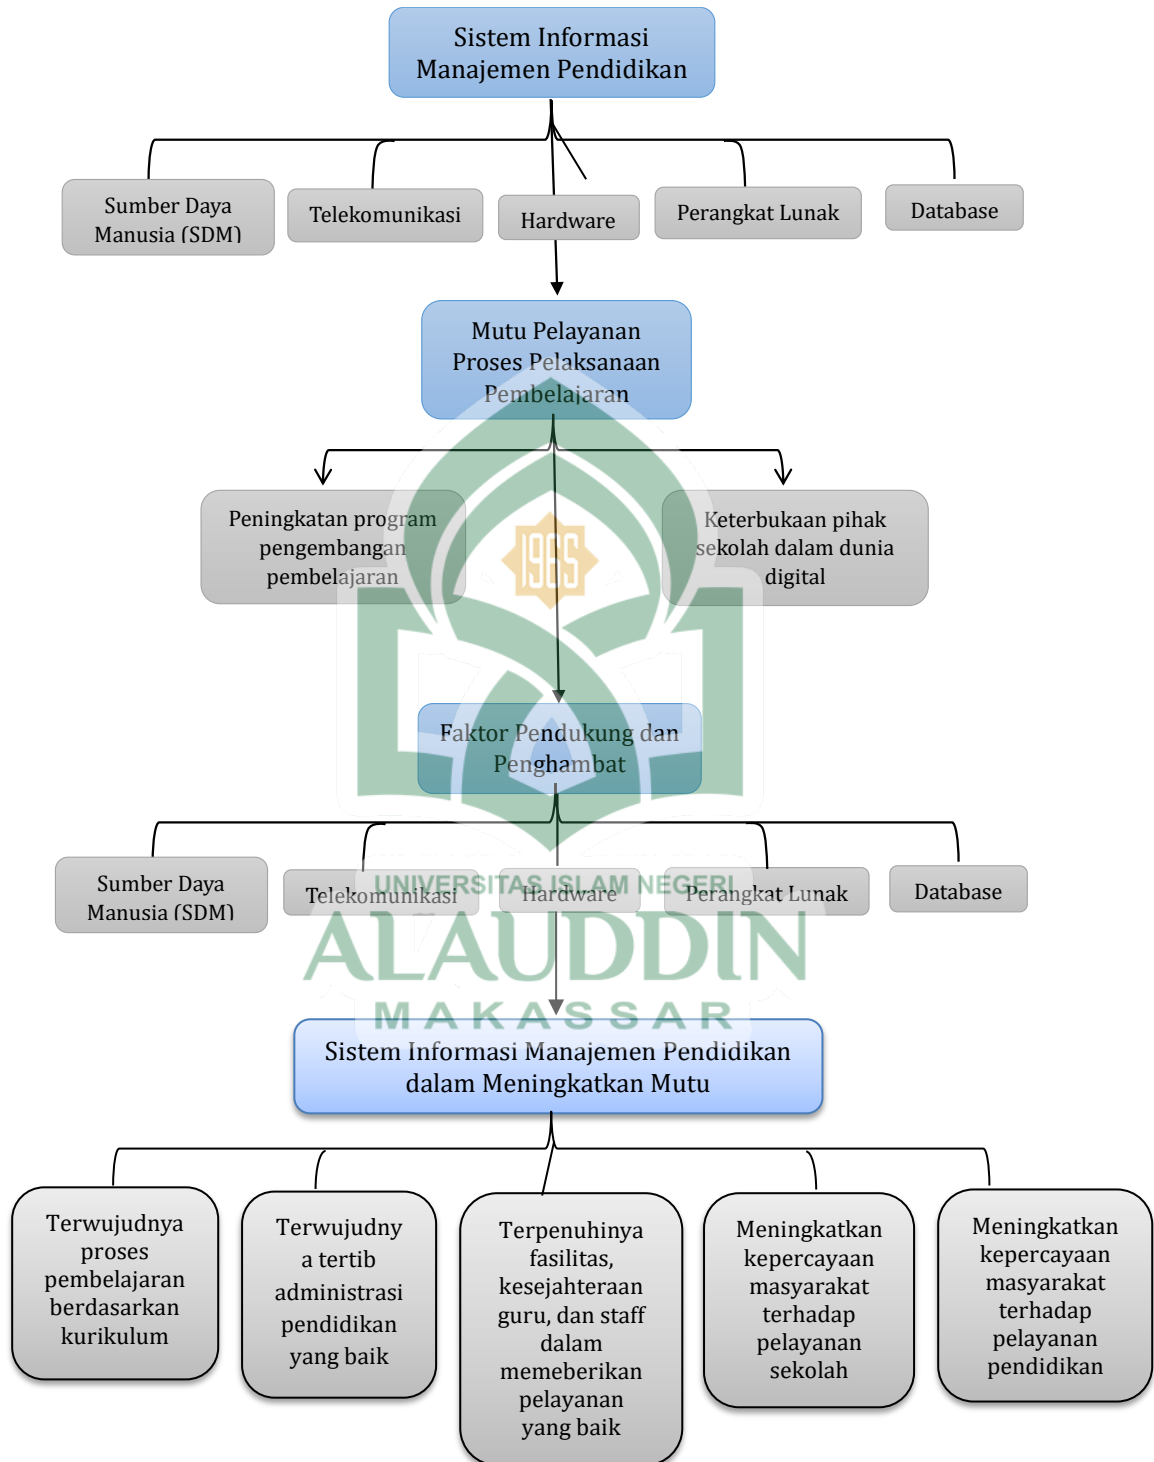 Sistem Informasi
Manajemen Pendidikan
Sumber Daya
Manusia (SDM)
Telekomunikasi
Hardware
Perangkat Lunak
Database
Mutu Pelayanan
Proses Pelaksanaan
Pembelajaran
Peningkatan program
pengembangan
pembelajaran
Keterbukaan pihak
sekolah dalam dunia
digital
1965
Faktor Pendukung dan
Penghambat
Sumber Daya
Manusia (SDM)
Telekomunikasi
Hardware
Perangkat Lunak
Database
UNIVERSITAS ISLAM NEGERI
ALAUDDIN
MAKASSAR
Sistem Informasi Manajemen Pendidikan
dalam Meningkatkan Mutu
Terwujudnya
proses
pembelajaran
berdasarkan
kurikulum
Terwujudny
a tertib
administrasi
pendidikan
yang baik
Terpenuhinya
fasilitas,
kesejahteraan
guru, dan staff
dalam
memeberikan
pelayanan
yang baik
Meningkatkan
kepercayaan
masyarakat
terhadap
pelayanan
sekolah
Meningkatkan
kepercayaan
masyarakat
terhadap
pelayanan
pendidikan